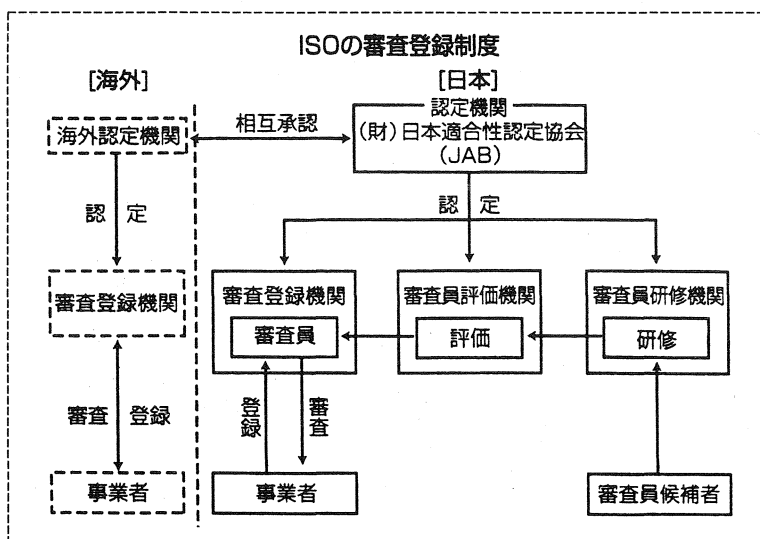 ISOの審査登録制度
[海外]
[日本]
海外認定機関
相互承認
認定機関
(財)日本適合性認定協会
(JAB)
認定
認定
審査登録機関
審査登録機関
審査員
審査員評価機関
評価
審査員研修機関
研修
審査 登録
登録
審査
事業者
事業者
審査員候補者